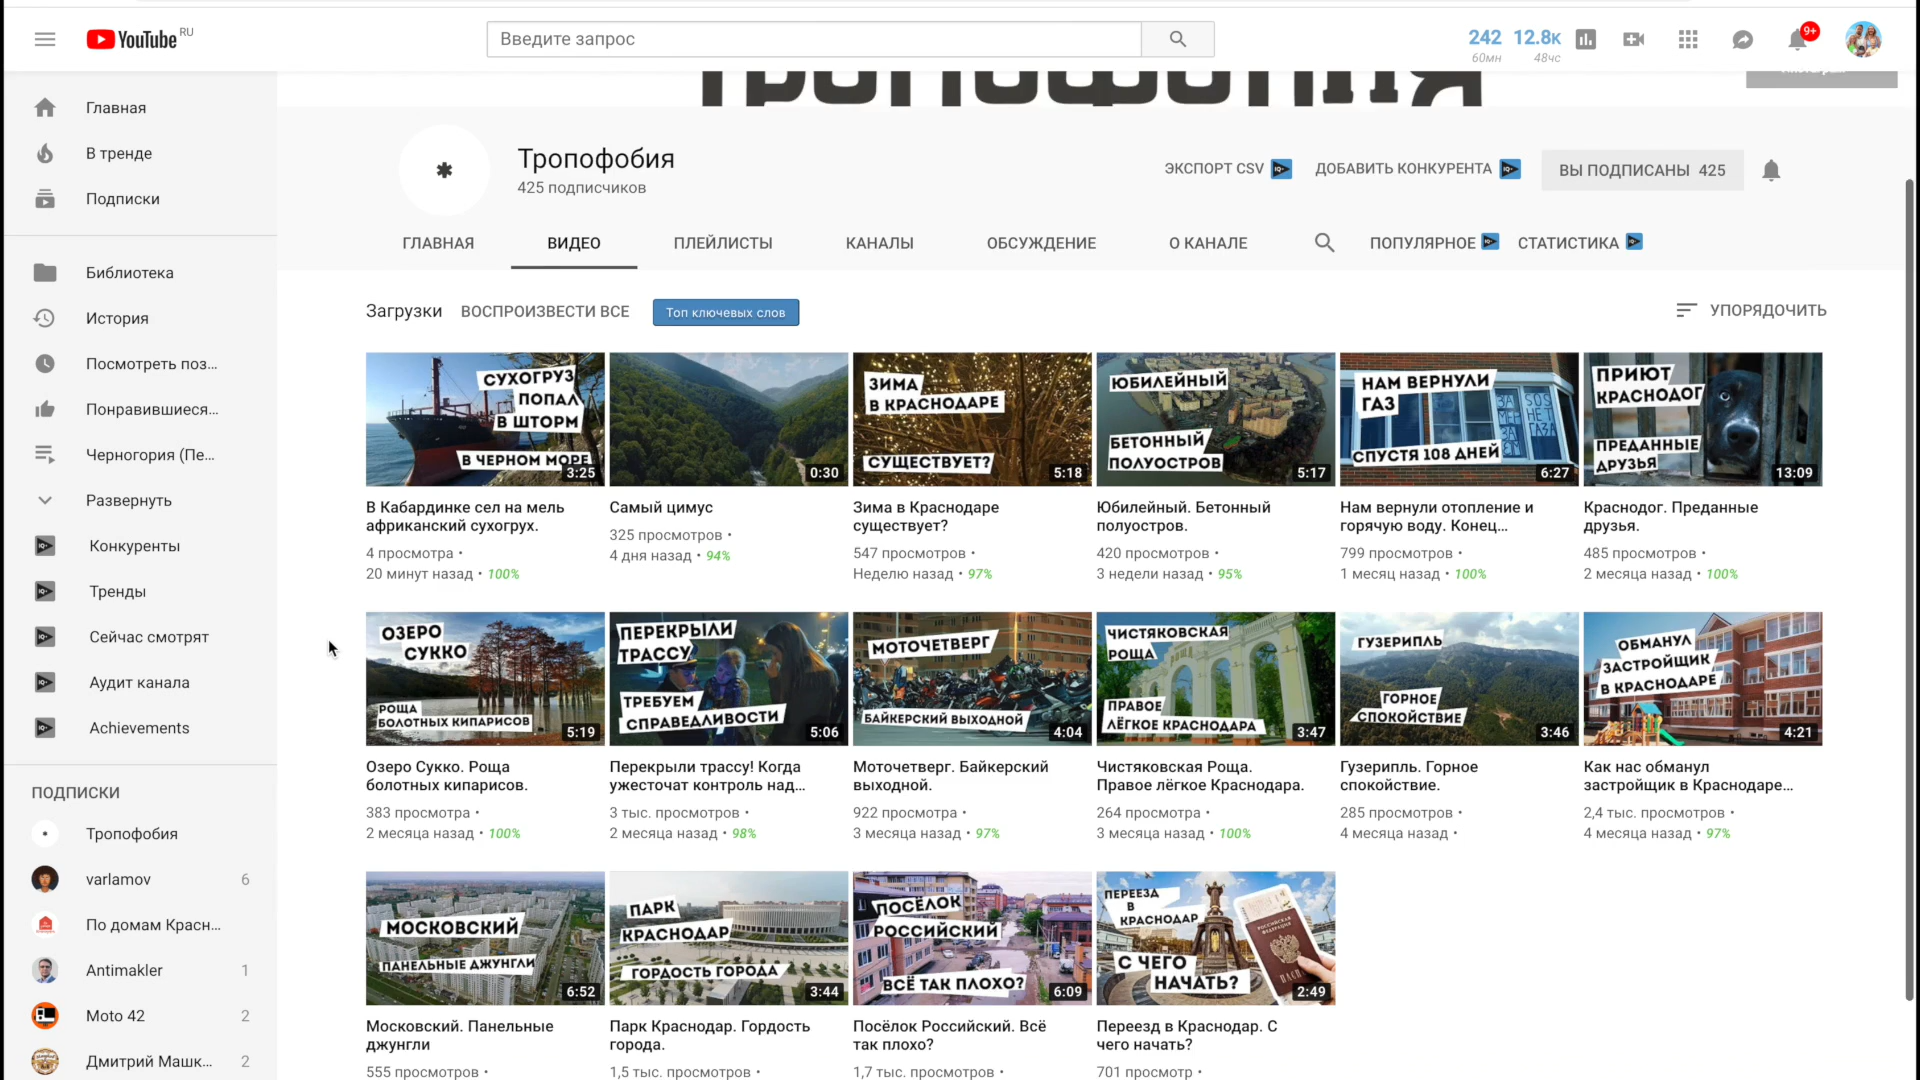 YouTube RU
Введите запрос
242
60мн
12.8к
48чс
9+
Главная
В тренде
Подписки
Библиотека
История
Посмотреть поз...
Понравившиеся...
Черногория (Пе...
Развернуть
Конкуренты
Тренды
Сейчас смотрят
Аудит канала
Achievements
ПОДПИСКИ
Тропофобия
varlamov 6
По домам Красн...
Antimakler 1
Moto 42 2
Дмитрий Машк... 2
Тропофобия
425 подписчиков
ЭКСПОРТ CSV
ДОБАВИТЬ КОНКУРЕНТА
ВЫ ПОДПИСАНЫ 425
ГЛАВНАЯ
ВИДЕО
ПЛЕЙЛИСТЫ
КАНАЛЫ
ОБСУЖДЕНИЕ
О КАНАЛЕ
ПОПУЛЯРНОЕ
СТАТИСТИКА
Загрузки
ВОСПРОИЗВЕСТИ ВСЕ
Топ ключевых слов
УПОРЯДОЧИТЬ
СУХОГРУЗ
ПОПАЛ
В ШТОРМ
В ЧЕРНОМ МОРЕ
3:25
В Кабардинке сел на мель
африканский сухогрух.
4 просмотра •
20 минут назад • 100%
0:30
Самый цимус
325 просмотров •
4 дня назад • 94%
ЗИМА
В КРАСНОДАРЕ
СУЩЕСТВУЕТ?
5:18
Зима в Краснодаре
существует?
547 просмотров •
Неделю назад • 97%
ЮБИЛЕЙНЫЙ
БЕТОННЫЙ
ПОЛУОСТРОВ
5:17
Юбилейный. Бетонный
полуостров.
420 просмотров •
3 недели назад • 95%
НАМ ВЕРНУЛИ
ГАЗ
SOS
НЕТ
ГАЗА
СПУСТЯ 108 ДНЕЙ
6:27
Нам вернули отопление и
горячую воду. Конец...
799 просмотров •
1 месяц назад • 100%
ПРИЮТ
КРАСНОДОГ
ПРЕДАННЫЕ
ДРУЗЬЯ
13:09
Краснодог. Преданные
друзья.
485 просмотров •
2 месяца назад • 100%
ОЗЕРО
СУККО
РОЩА
БОЛОТНЫХ КИПАРИСОВ
5:19
Озеро Сукко. Роща
болотных кипарисов.
383 просмотра •
2 месяца назад • 100%
ПЕРЕКРЫЛИ
ТРАССУ
ТРЕБУЕМ
СПРАВЕДЛИВОСТИ
5:06
Перекрыли трассу! Когда
ужесточат контроль над...
3 тыс. просмотров •
2 месяца назад • 98%
МОТОЧЕТВЕРГ
БАЙКЕРСКИЙ ВЫХОДНОЙ
4:04
Моточетверг. Байкерский
выходной.
922 просмотра •
3 месяца назад • 97%
ЧИСТЯКОВСКАЯ
РОЩА
ПРАВОЕ
ЛЁГКОЕ КРАСНОДАРА
3:47
Чистяковская Роща.
Правое лёгкое Краснодара.
264 просмотра •
3 месяца назад • 100%
ГУЗЕРИПЛЬ
ГОРНОЕ
СПОКОЙСТВИЕ
3:46
Гузерипль. Горное
спокойствие.
285 просмотров •
4 месяца назад •
ОБМАНУЛ
ЗАСТРОЙЩИК
В КРАСНОДАРЕ
4:21
Как нас обманул
застройщик в Краснодаре...
2,4 тыс. просмотров •
4 месяца назад • 97%
МОСКОВСКИЙ
ПАНЕЛЬНЫЕ ДЖУНГЛИ
6:52
Московский. Панельные
джунгли
555 просмотров •
ПАРК
КРАСНОДАР
ГОРДОСТЬ ГОРОДА
3:44
Парк Краснодар. Гордость
города.
1,5 тыс. просмотров •
ПОСЁЛОК
РОССИЙСКИЙ
ВСЁ ТАК ПЛОХО?
6:09
Посёлок Российский. Всё
так плохо?
1,7 тыс. просмотров •
ПЕРЕЕЗД
В
КРАСНОДАР
С ЧЕГО
НАЧАТЬ?
2:49
Переезд в Краснодар. С
чего начать?
701 просмотр •